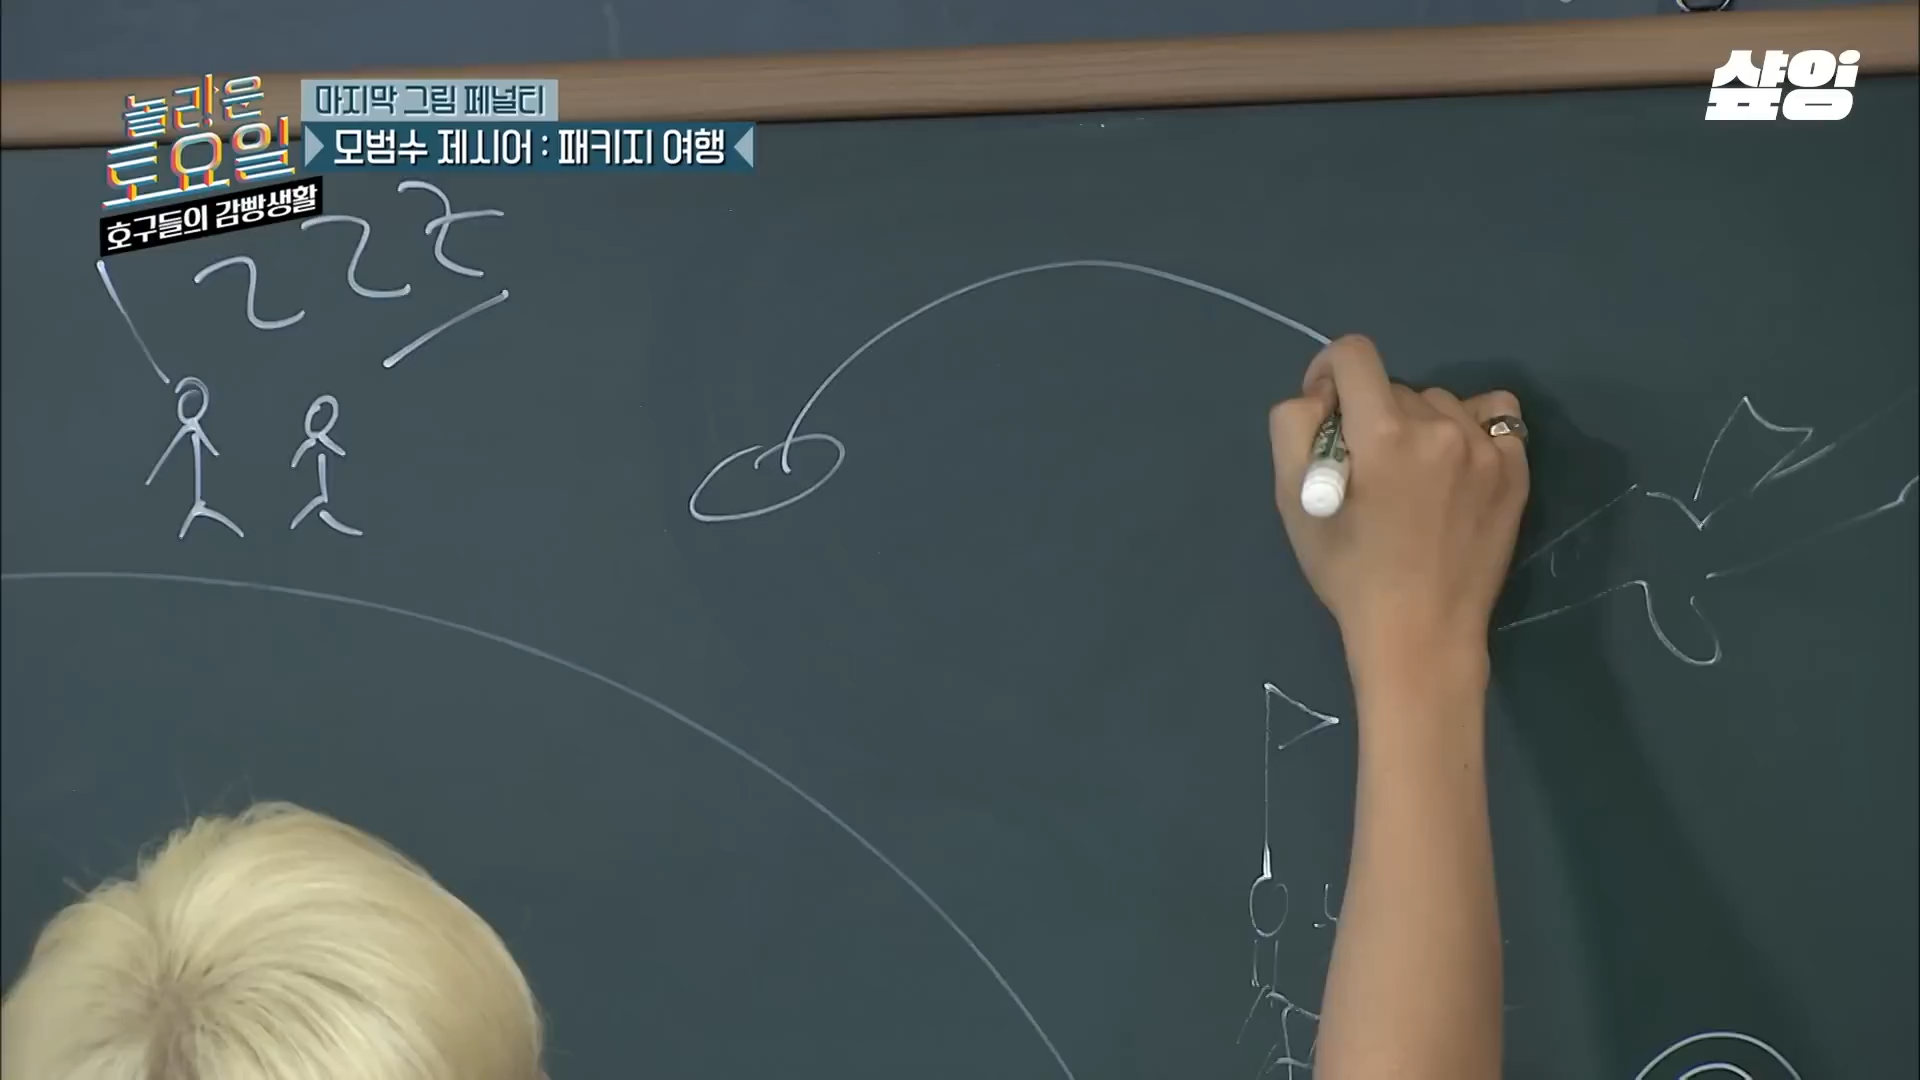 샾잉
놀라운
토요일
호구들의 감빵생활
마지막 그림 페널티
모범수 제시어 : 패키지 여행